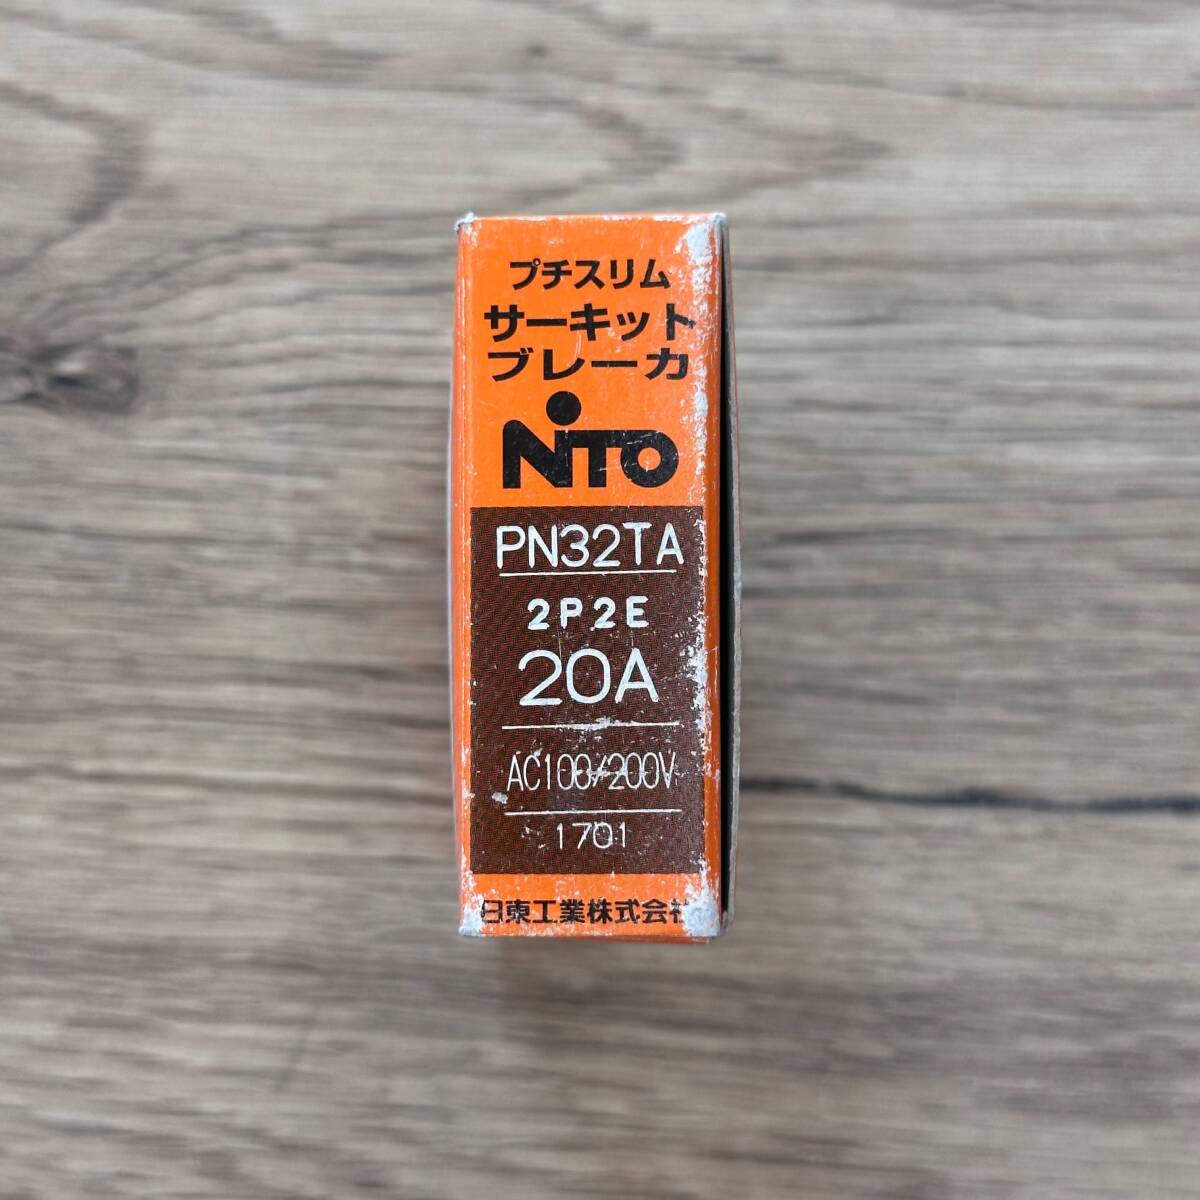 プチスリム
サーキット
ブレーカ
NiTO
PN32TA
2P2E
20A
AC100/200V
1701
日東工業株式会社